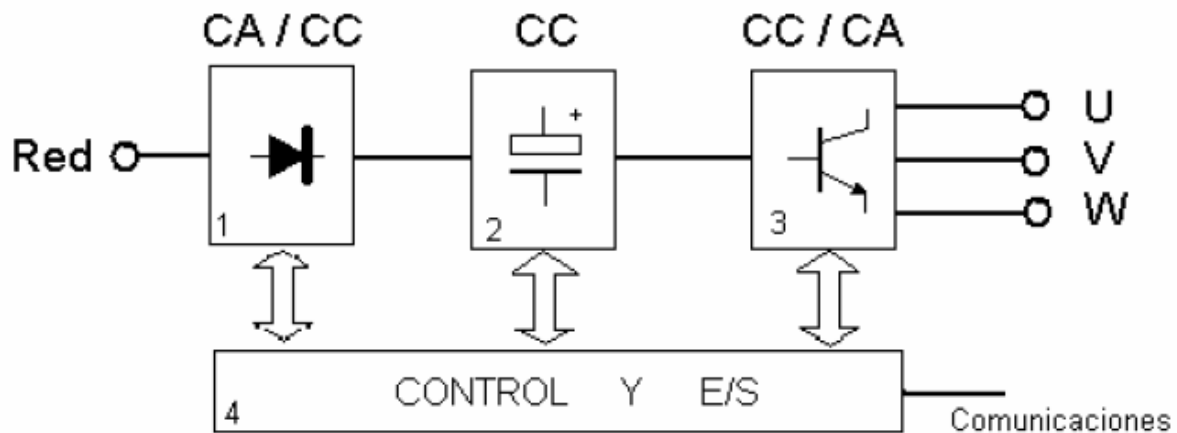 CA / CC
CC
CC / CA
Red
+
U
V
W
1
2
3
CONTROL Y E/S
4
Comunicaciones